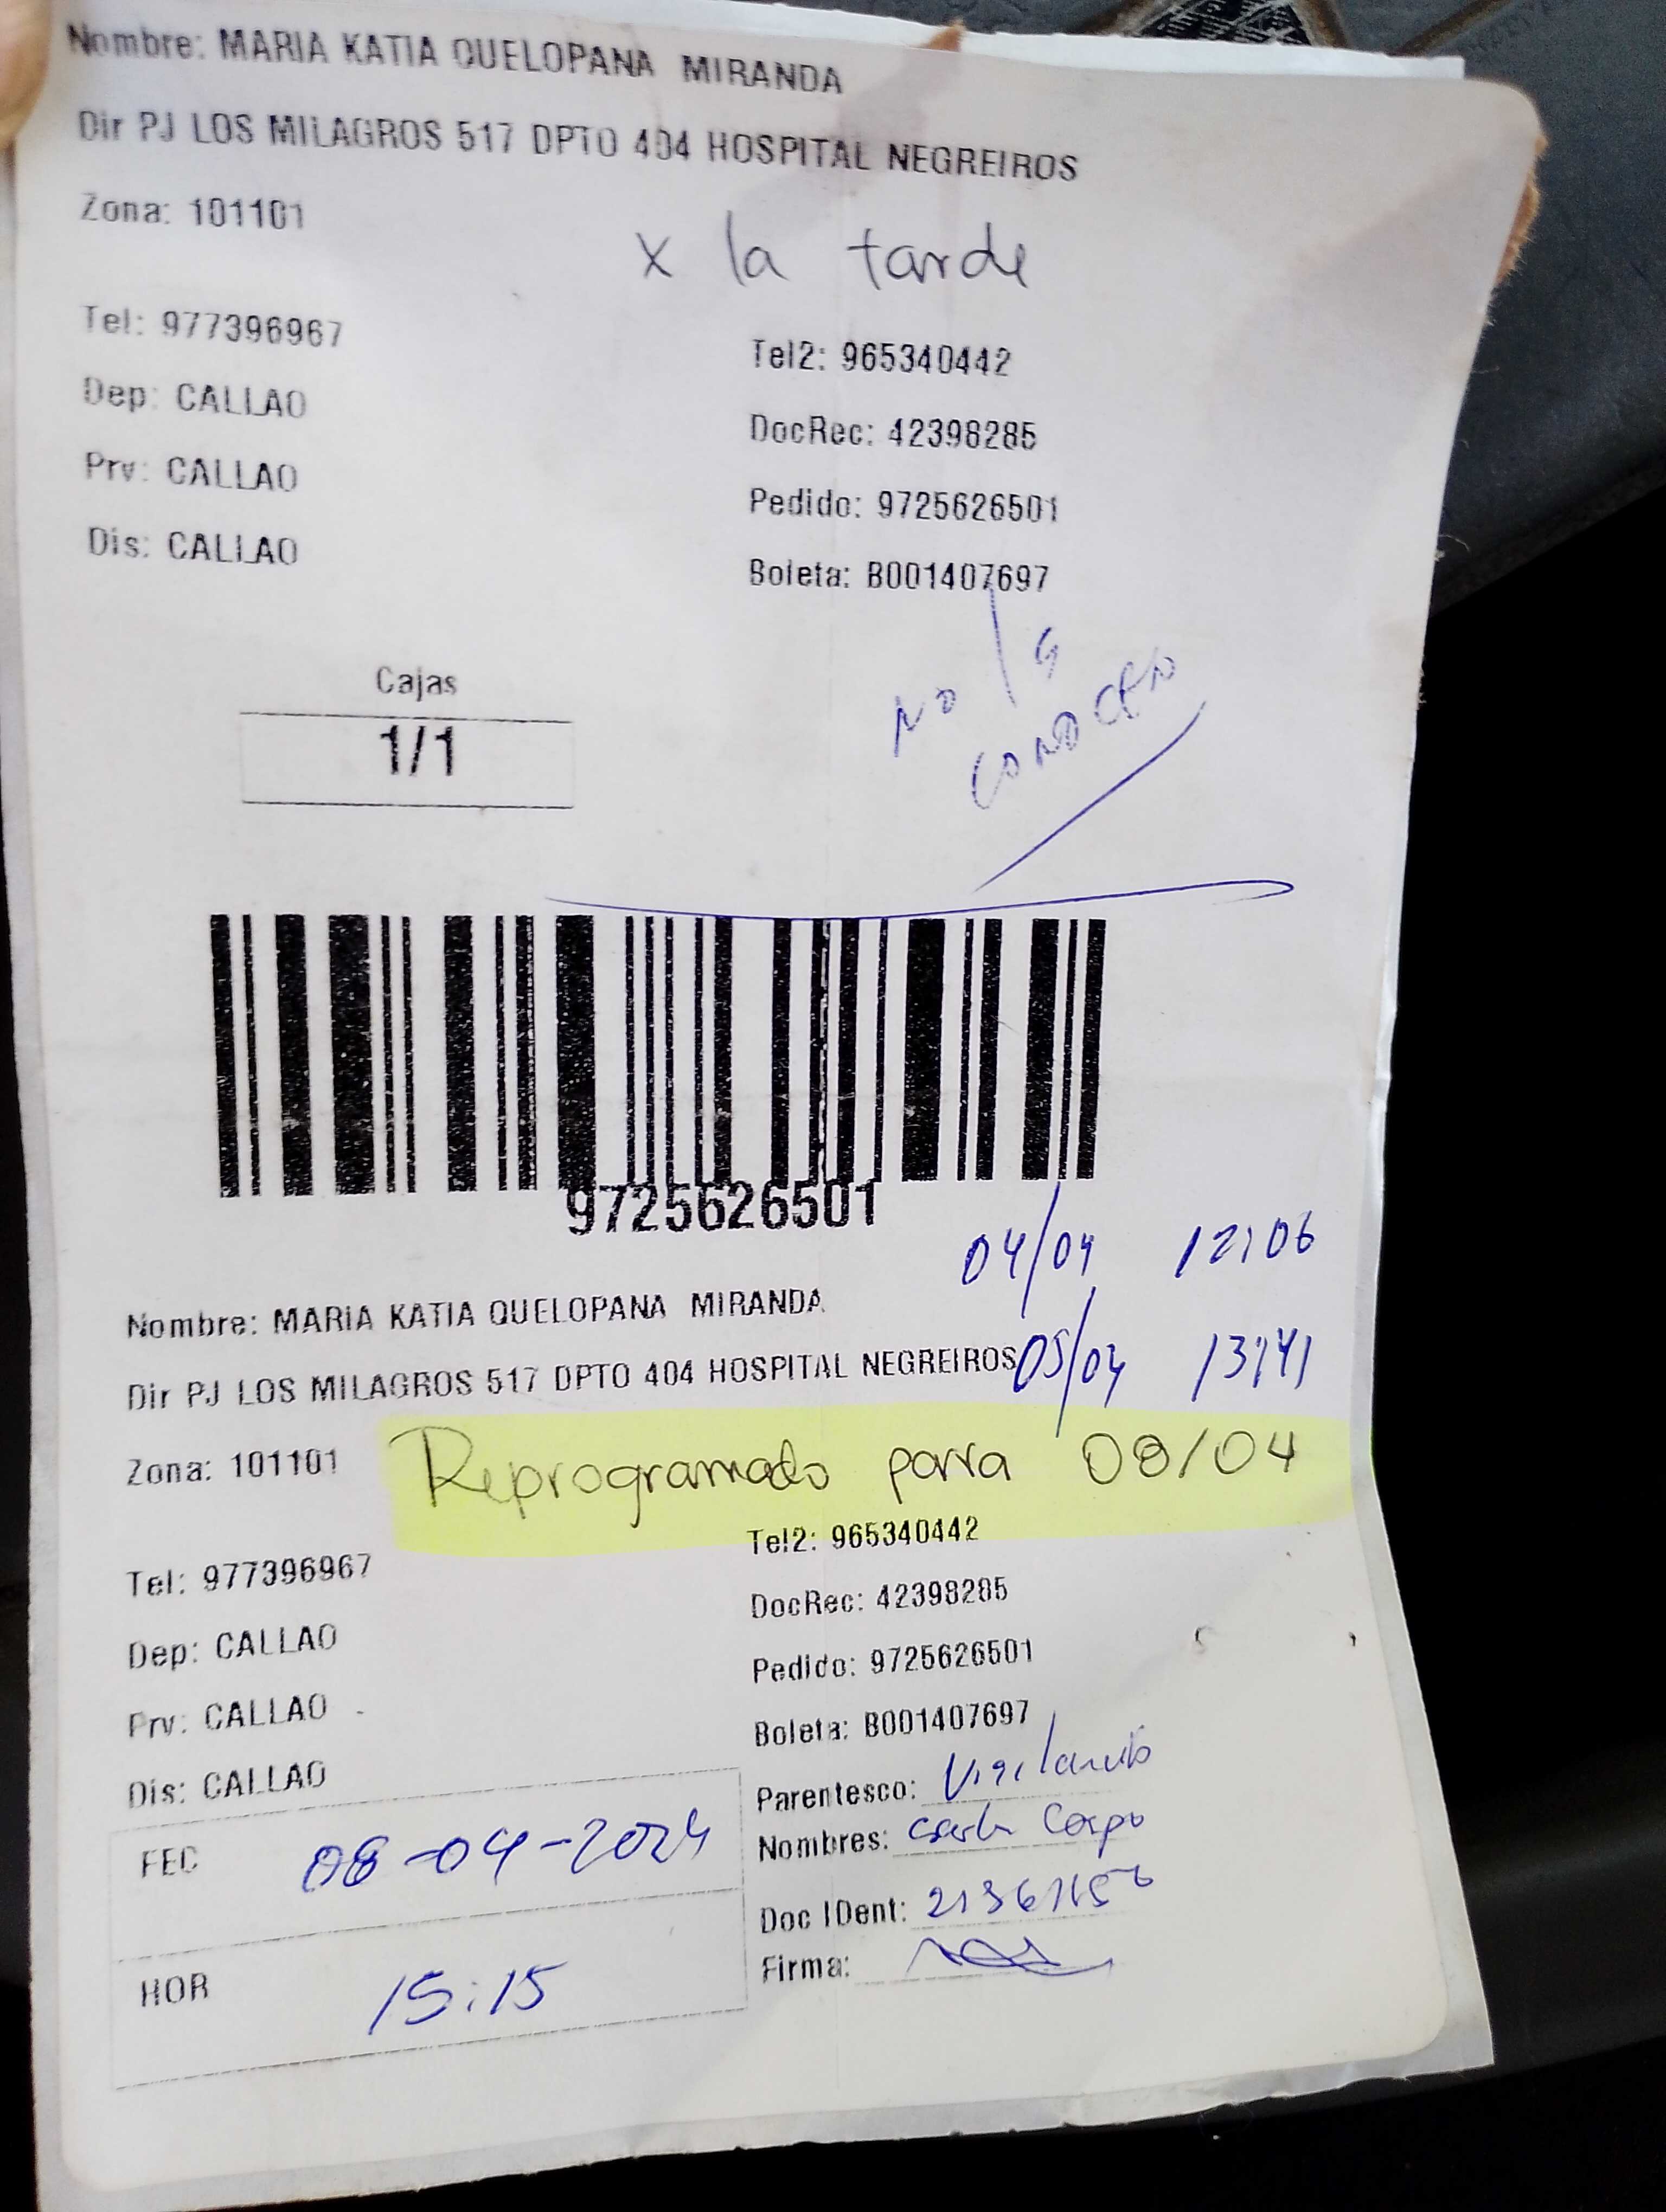 Nombre: MARIA KATIA QUELOPANA MIRANDA
Dir PJ LOS MILAGROS 517 DPTO 404 HOSPITAL NEGREIROS
Zona: 101101
x la tarde
Tel: 977396967
Tel2: 965340442
Dep: CALLAO
DocRec: 42398285
Prv: CALLAO
Pedido: 9725626501
Dis: CALLAO
Boleta: B001407697
Cajas
1/1
NO
9725626501
04/04 12:06
Nombre: MARIA KATIA QUELOPANA MIRANDA
Dir PJ LOS MILAGROS 517 DPTO 404 HOSPITAL NEGREIROS
05/04 13:41
Zona: 101101
Reprogramado para 08/04
Tel2: 965340442
Tel: 977396967
DocRec: 42398285
Dep: CALLAO
Pedido: 9725626501
Prv: CALLAO
Boleta: B001407697
Dis: CALLAO
Parentesco:
Nombres:
FEC 08-04-2024
Doc IDent:
Firma:
HOR 15:15